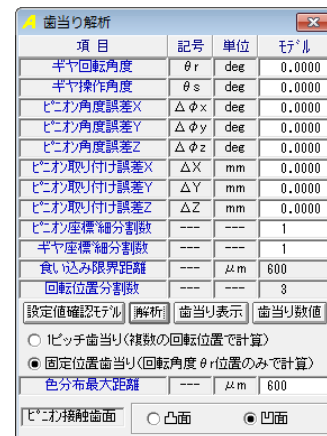 歯当り解析
項 目 記号 単位 ﾓﾃﾞﾙ
ギヤ回転角度 θr deg 0.0000
ギヤ操作角度 θs deg 0.0000
ﾋﾟﾆｵﾝ角度誤差X Δφx deg 0.0000
ﾋﾟﾆｵﾝ角度誤差Y Δφy deg 0.0000
ﾋﾟﾆｵﾝ角度誤差Z Δφz deg 0.0000
ﾋﾟﾆｵﾝ取り付け誤差X ΔX mm 0.0000
ﾋﾟﾆｵﾝ取り付け誤差Y ΔY mm 0.0000
ﾋﾟﾆｵﾝ取り付け誤差Z ΔZ mm 0.0000
ﾋﾟﾆｵﾝ座標細分割数 --- --- 1
ギヤ座標細分割数 --- --- 1
食い込み限界距離 --- μm 600
回転位置分割数 --- --- 3
設定値確認ﾓﾃﾞﾙ 解析 歯当り表示 歯当り数値
1ピッチ歯当り(複数の回転位置で計算)
固定位置歯当り(回転角度θr位置のみで計算)
色分布最大距離 --- μm 600
ﾋﾟﾆｵﾝ接触歯面 凸面 凹面